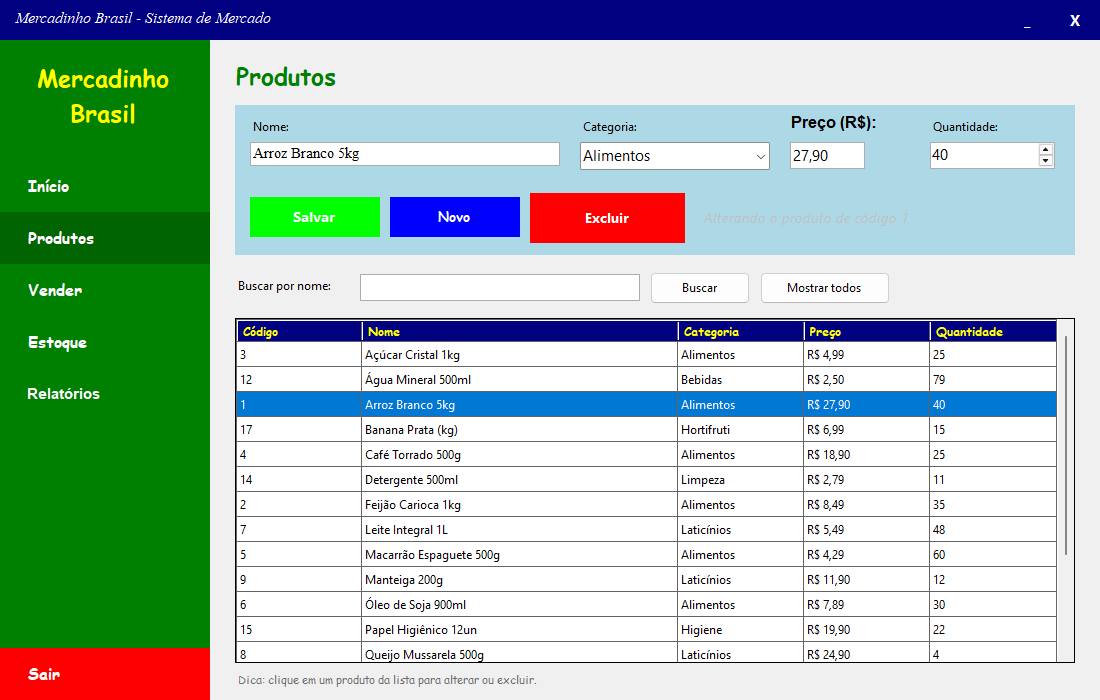 Mercadinho Brasil - Sistema de Mercado
_ X
Mercadinho
Brasil
Início
Produtos
Vender
Estoque
Relatórios
Sair
Produtos
Nome: Categoria: Preço (R$): Quantidade:
Arroz Branco 5kg Alimentos 27,90 40
Salvar Novo Excluir Alterando o produto de código 1
Buscar por nome: Buscar Mostrar todos
Código Nome Categoria Preço Quantidade
3 Açúcar Cristal 1kg Alimentos R$ 4,99 25
12 Água Mineral 500ml Bebidas R$ 2,50 79
1 Arroz Branco 5kg Alimentos R$ 27,90 40
17 Banana Prata (kg) Hortifruti R$ 6,99 15
4 Café Torrado 500g Alimentos R$ 18,90 25
14 Detergente 500ml Limpeza R$ 2,79 11
2 Feijão Carioca 1kg Alimentos R$ 8,49 35
7 Leite Integral 1L Laticínios R$ 5,49 48
5 Macarrão Espaguete 500g Alimentos R$ 4,29 60
9 Manteiga 200g Laticínios R$ 11,90 12
6 Óleo de Soja 900ml Alimentos R$ 7,89 30
15 Papel Higiênico 12un Higiene R$ 19,90 22
8 Queijo Mussarela 500g Laticínios R$ 24,90 4
Dica: clique em um produto da lista para alterar ou excluir.